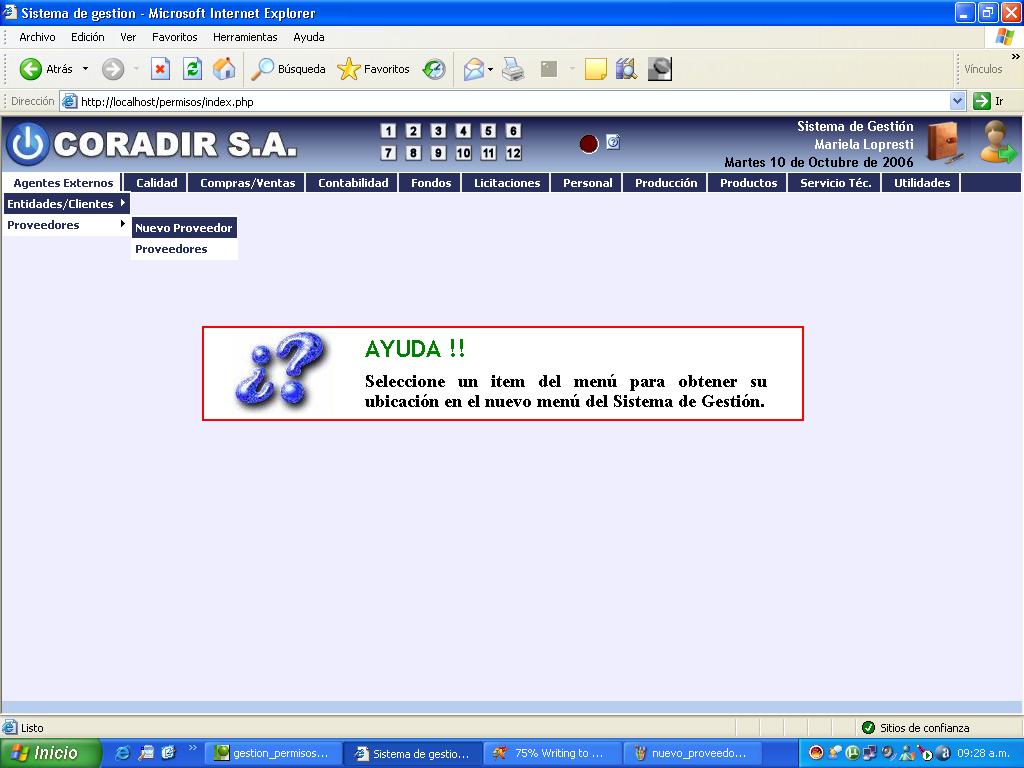 Sistema de gestion - Microsoft Internet Explorer
Archivo Edición Ver Favoritos Herramientas Ayuda
Atrás Búsqueda Favoritos Vínculos »
Dirección http://localhost/permisos/index.php Ir
CORADIR S.A.
1 2 3 4 5 6
7 8 9 10 11 12
Sistema de Gestión
Mariela Lopresti
Martes 10 de Octubre de 2006
Agentes Externos Calidad Compras/Ventas Contabilidad Fondos Licitaciones Personal Producción Productos Servicio Téc. Utilidades
Entidades/Clientes
Proveedores
Nuevo Proveedor
Proveedores
¿?
AYUDA !!
Seleccione un item del menú para obtener su
ubicación en el nuevo menú del Sistema de Gestión.
Listo Sitios de confianza
Inicio » gestion_permisos... Sistema de gestio... 75% Writing to ... nuevo_proveedo... 09:28 a.m.